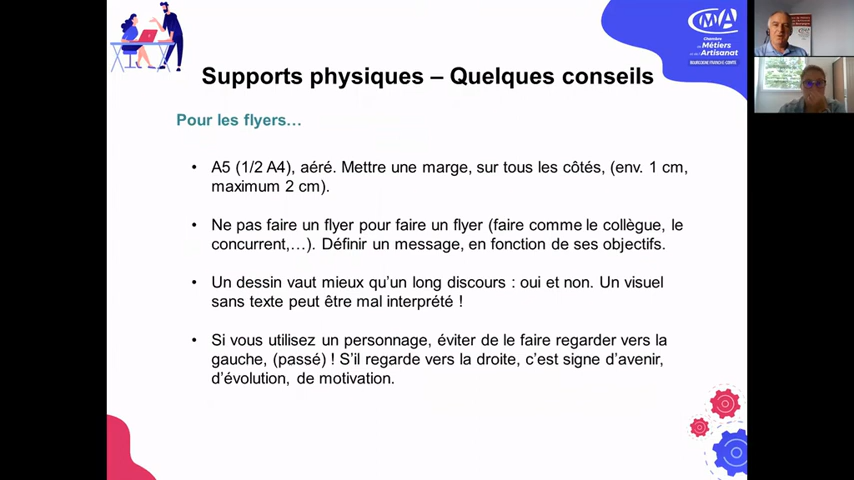 CMA
Chambre
de Métiers
et de l'Artisanat
BOURGOGNE FRANCHE-COMTÉ
Supports physiques – Quelques conseils
Pour les flyers…
• A5 (1/2 A4), aéré. Mettre une marge, sur tous les côtés, (env. 1 cm,
maximum 2 cm).
• Ne pas faire un flyer pour faire un flyer (faire comme le collègue, le
concurrent,…). Définir un message, en fonction de ses objectifs.
• Un dessin vaut mieux qu'un long discours : oui et non. Un visuel
sans texte peut être mal interprété !
• Si vous utilisez un personnage, éviter de le faire regarder vers la
gauche, (passé) ! S'il regarde vers la droite, c'est signe d'avenir,
d'évolution, de motivation.